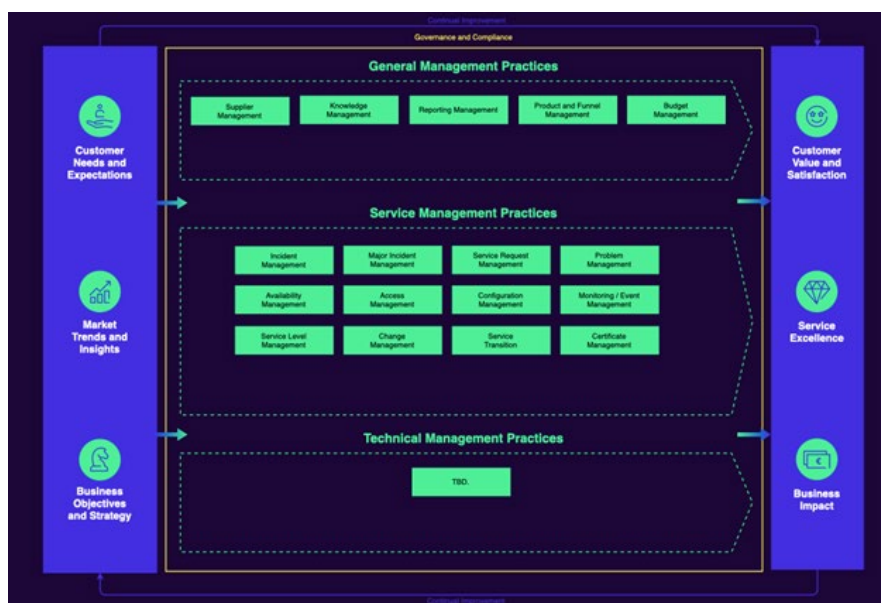 Continual Improvement
Governance and Compliance
General Management Practices
Supplier
Management
Knowledge
Management
Reporting Management
Product and Funnel
Management
Budget
Management
Customer
Needs and
Expectations
Customer
Value and
Satisfaction
Service Management Practices
Incident
Management
Major Incident
Management
Service Request
Management
Problem
Management
Availability
Management
Access
Management
Configuration
Management
Monitoring / Event
Management
Service Level
Management
Change
Management
Service
Transition
Certificate
Management
Market
Trends and
Insights
Service
Excellence
Technical Management Practices
TBD.
Business
Objectives
and Strategy
Business
Impact
Continual Improvement